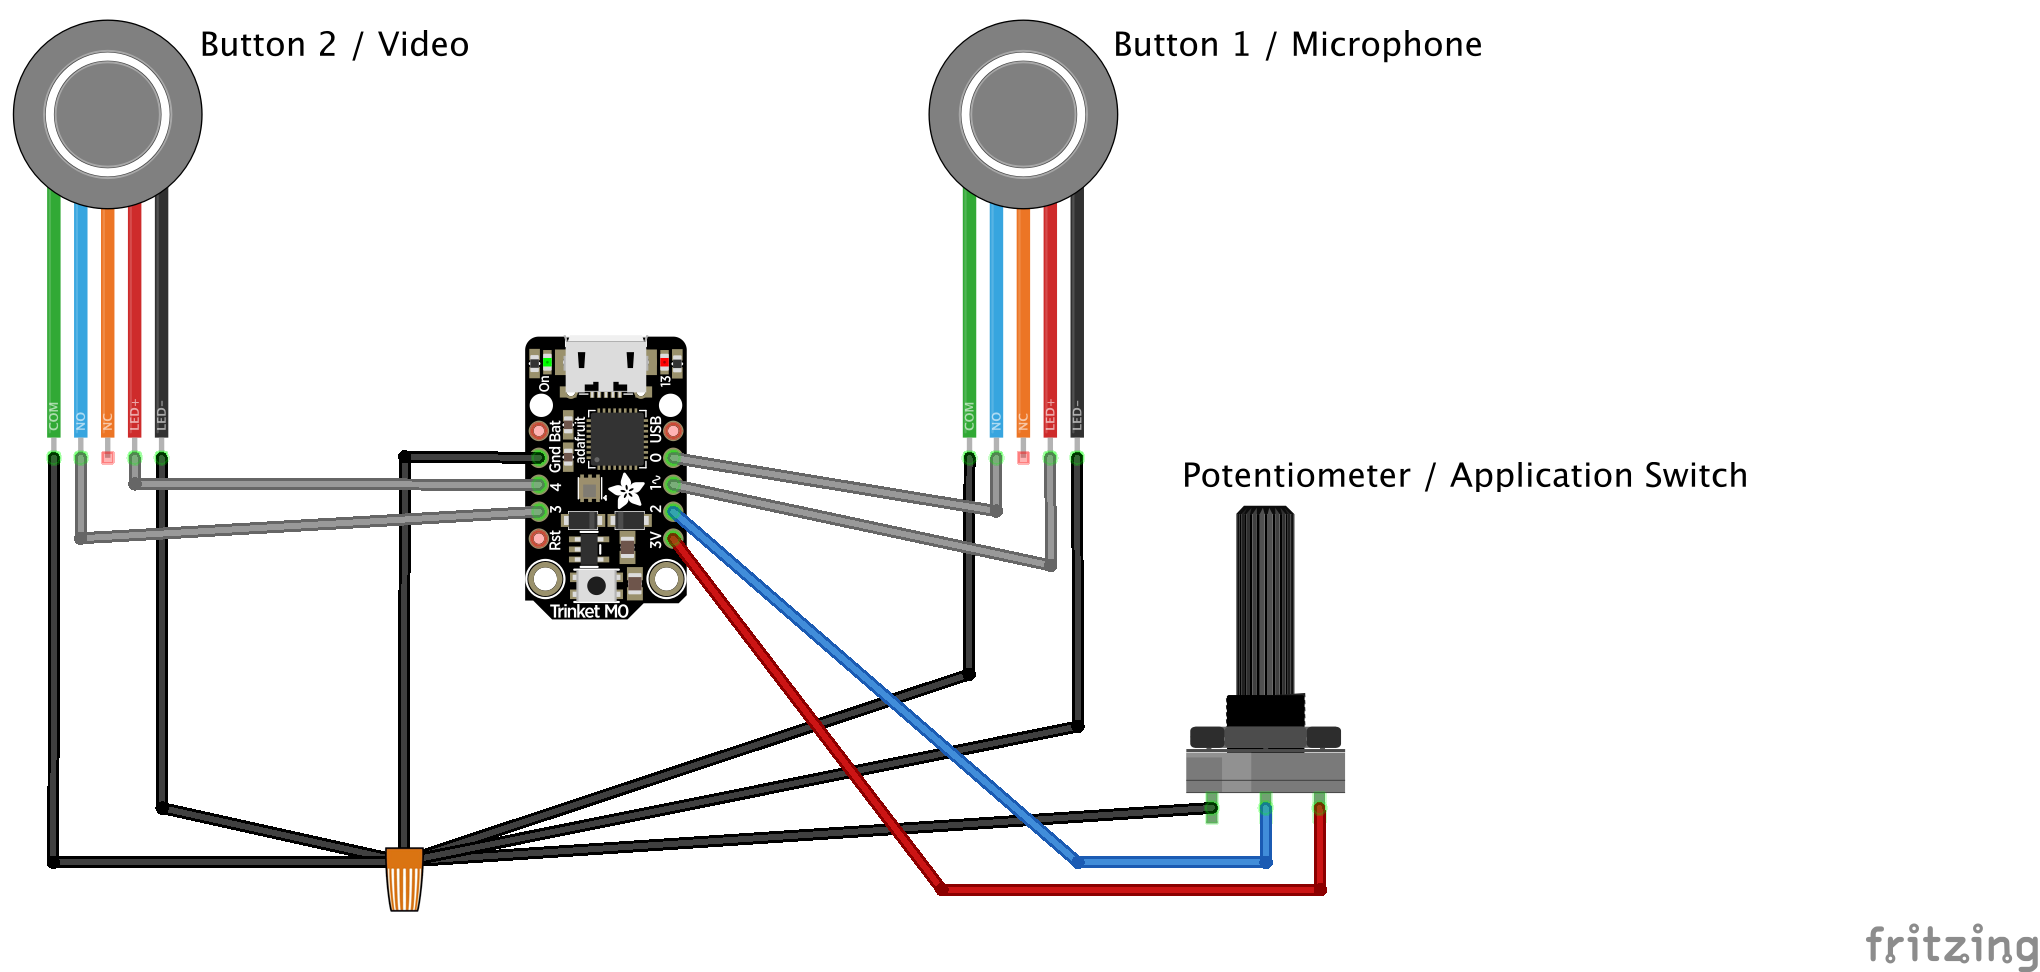 Button 2 / Video
Button 1 / Microphone
COM
NO
NC
LED+
LED-
COM
NO
NC
LED+
LED-
On
13
Bat
Gnd
4
3
Rst
adafruit
USB
0
1~
2
3V
Trinket M0
Potentiometer / Application Switch
fritzing